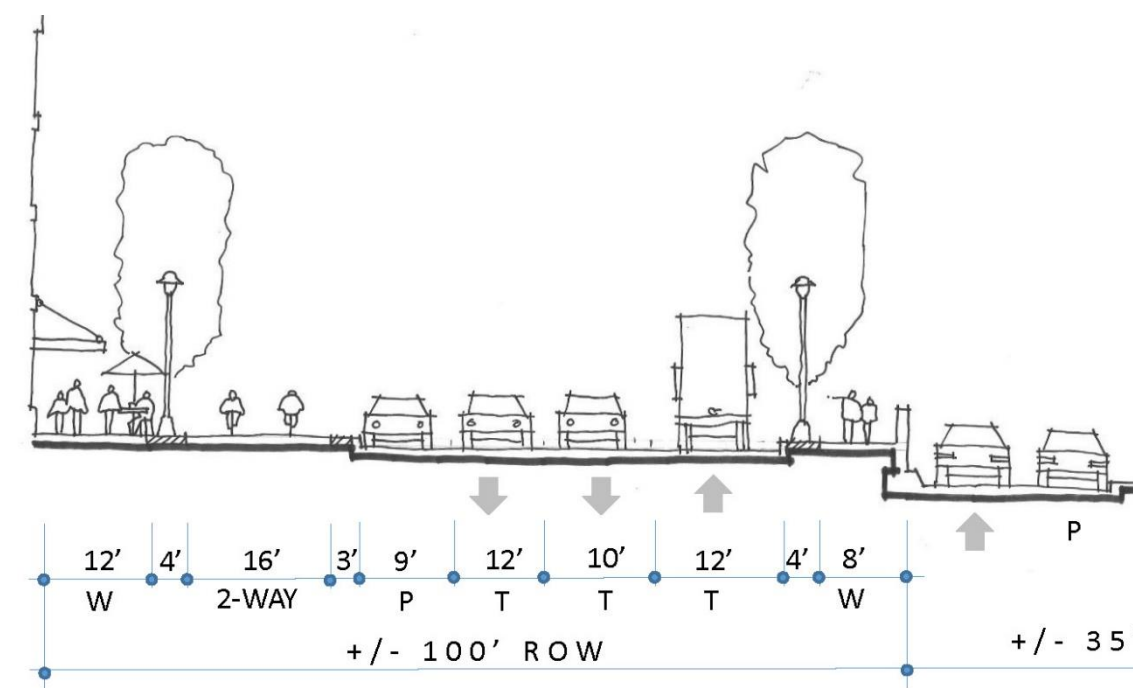 12’ 4’ 16’ 3’ 9’ 12’ 10’ 12’ 4’ 8’
W 2-WAY P T T T W
P
+/- 100’ ROW
+/- 35